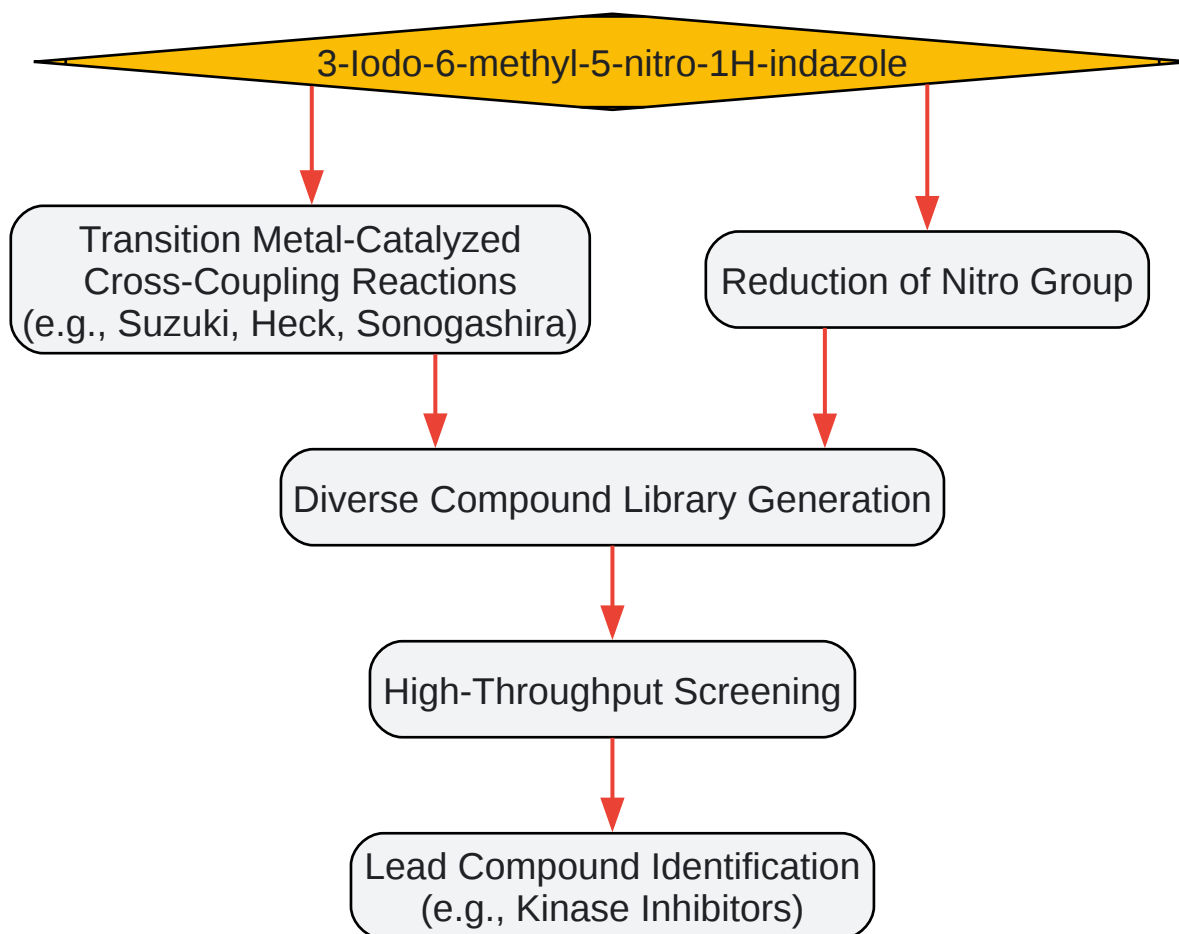 3-Iodo-6-methyl-5-nitro-1H-indazole
Transition Metal-Catalyzed
Cross-Coupling Reactions
(e.g., Suzuki, Heck, Sonogashira)
Reduction of Nitro Group
Diverse Compound Library Generation
High-Throughput Screening
Lead Compound Identification
(e.g., Kinase Inhibitors)